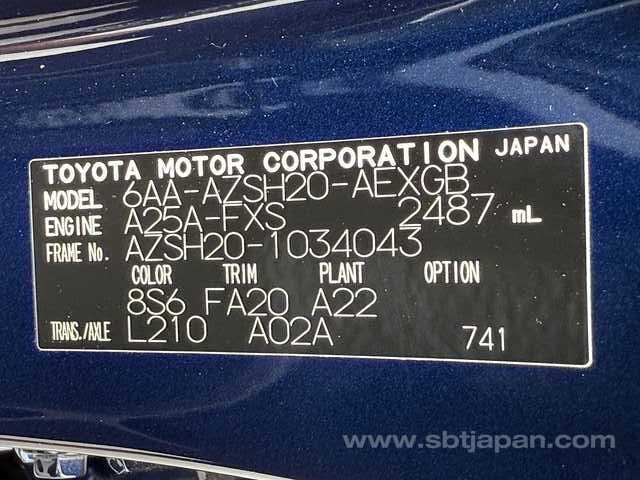 TOYOTA MOTOR CORPORATION JAPAN
MODEL 6AA-AZSH20-AEXGB
ENGINE A25A-FXS 2487 mL
FRAME No. AZSH20-1034043
COLOR TRIM PLANT OPTION
8S6 FA20 A22
TRANS./AXLE L210 A02A 741
www.sbtjapan.com